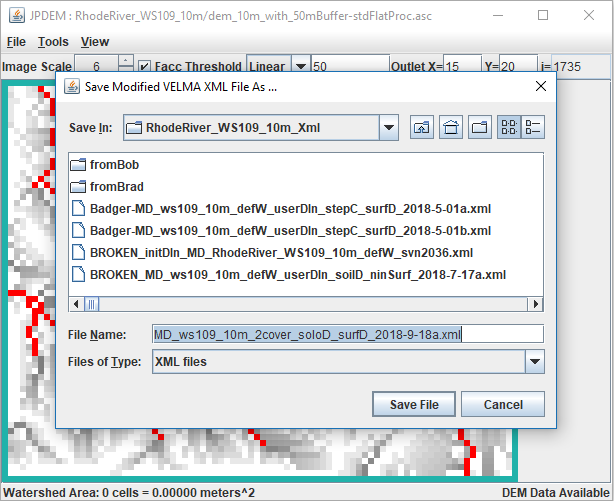 JPDEM : RhodeRiver_WS109_10m/dem_10m_with_50mBuffer-stdFlatProc.asc
File Tools View
Image Scale 6 Facc Threshold Linear 50 Outlet X= 15 Y= 20 i= 1735
Save Modified VELMA XML File As ...
Save In: RhodeRiver_WS109_10m_Xml
fromBob
fromBrad
Badger-MD_ws109_10m_defW_userDIn_stepC_surfD_2018-5-01a.xml
Badger-MD_ws109_10m_defW_userDIn_stepC_surfD_2018-5-01b.xml
BROKEN_initDIn_MD_RhodeRiver_WS109_10m_defW_svn2036.xml
BROKEN_MD_ws109_10m_defW_userDIn_soilD_ninSurf_2018-7-17a.xml
File Name: MD_ws109_10m_2cover_soloD_surfD_2018-9-18a.xml
Files of Type: XML files
Save File Cancel
Watershed Area: 0 cells = 0.00000 meters^2 DEM Data Available